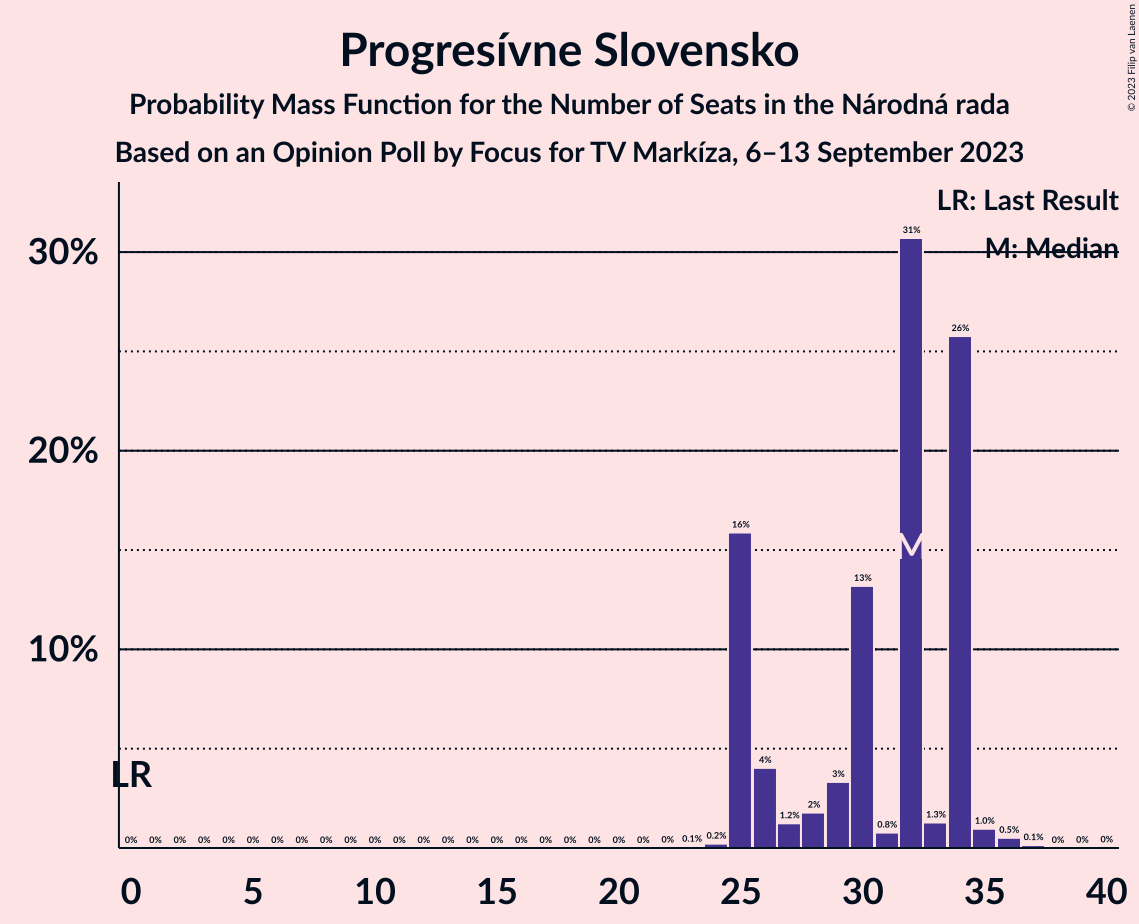 © 2023 Filip van Laenen
Progresívne Slovensko
Probability Mass Function for the Number of Seats in the Národná rada
Based on an Opinion Poll by Focus for TV Markíza, 6–13 September 2023
LR: Last Result
M: Median
30%
20%
10%
LR
M
0% 0% 0% 0% 0% 0% 0% 0% 0% 0% 0% 0% 0% 0% 0% 0% 0% 0% 0% 0% 0% 0% 0% 0.1% 0.2% 16% 4% 1.2% 2% 3% 13% 0.8% 31% 1.3% 26% 1.0% 0.5% 0.1% 0% 0% 0%
0 5 10 15 20 25 30 35 40